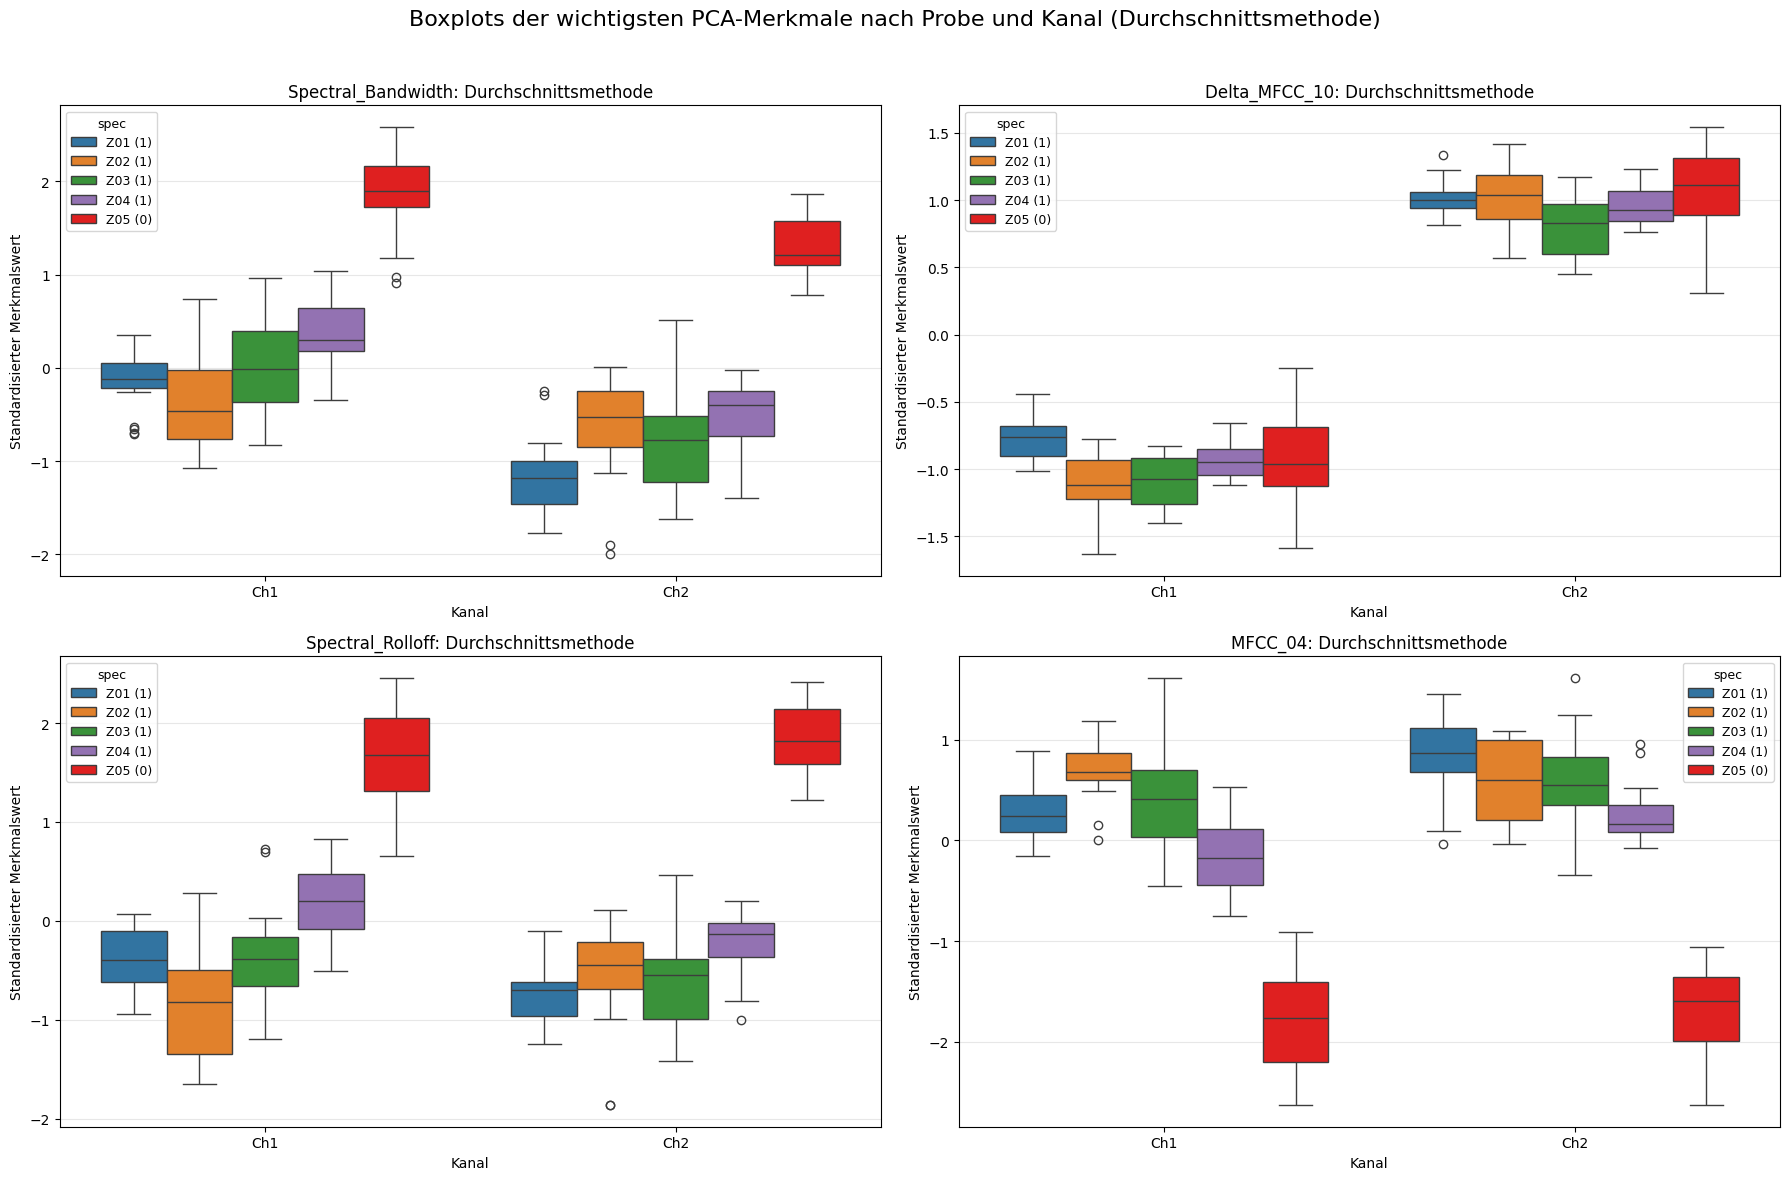 Boxplots der wichtigsten PCA-Merkmale nach Probe und Kanal (Durchschnittsmethode)
Spectral_Bandwidth: Durchschnittsmethode
spec
Z01 (1)
Z02 (1)
Z03 (1)
Z04 (1)
Z05 (0)
Standardisierter Merkmalswert
2
1
0
−1
−2
Ch1
Ch2
Kanal
Delta_MFCC_10: Durchschnittsmethode
spec
Z01 (1)
Z02 (1)
Z03 (1)
Z04 (1)
Z05 (0)
Standardisierter Merkmalswert
1.5
1.0
0.5
0.0
−0.5
−1.0
−1.5
Ch1
Ch2
Kanal
Spectral_Rolloff: Durchschnittsmethode
spec
Z01 (1)
Z02 (1)
Z03 (1)
Z04 (1)
Z05 (0)
Standardisierter Merkmalswert
2
1
0
−1
−2
Ch1
Ch2
Kanal
MFCC_04: Durchschnittsmethode
spec
Z01 (1)
Z02 (1)
Z03 (1)
Z04 (1)
Z05 (0)
Standardisierter Merkmalswert
1
0
−1
−2
Ch1
Ch2
Kanal